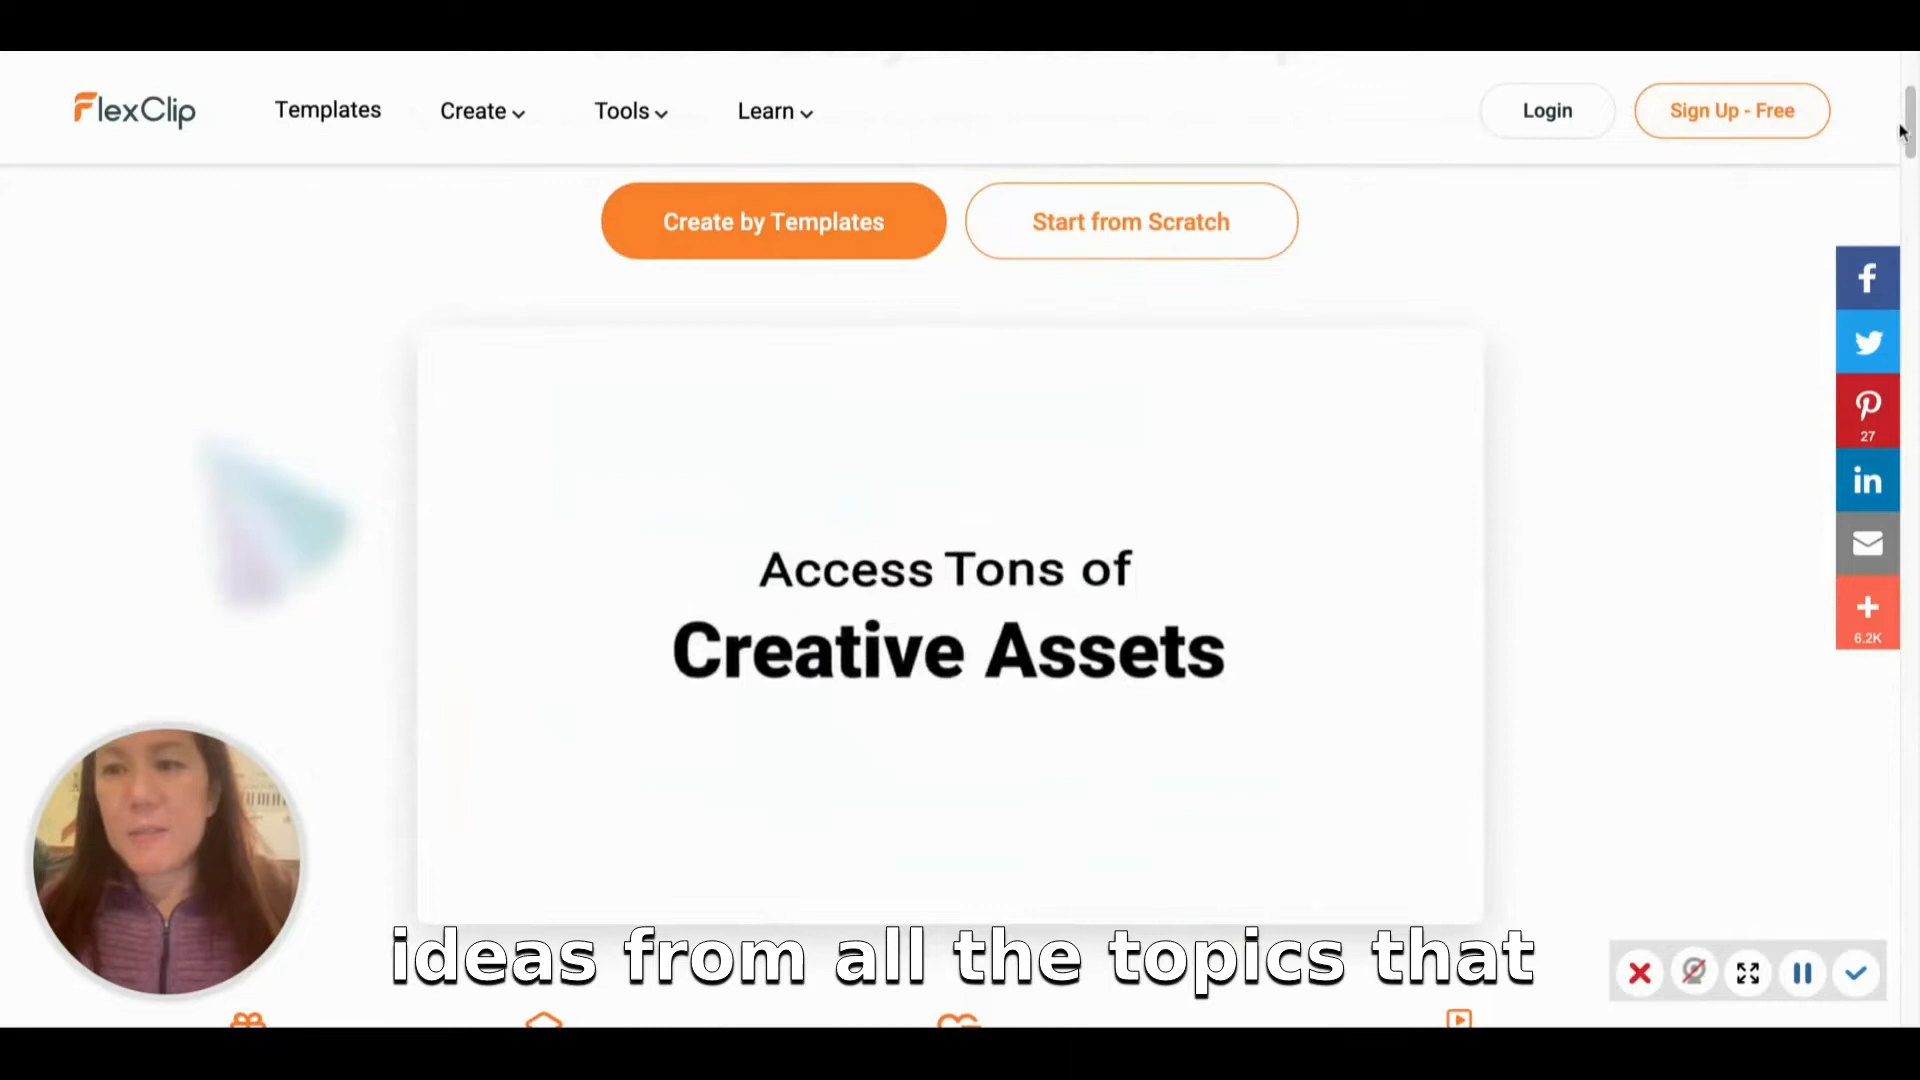 FlexClip
Templates
Create
Tools
Learn
Login
Sign Up - Free
Create by Templates
Start from Scratch
27
6.2K
Access Tons of
Creative Assets
ideas from all the topics that